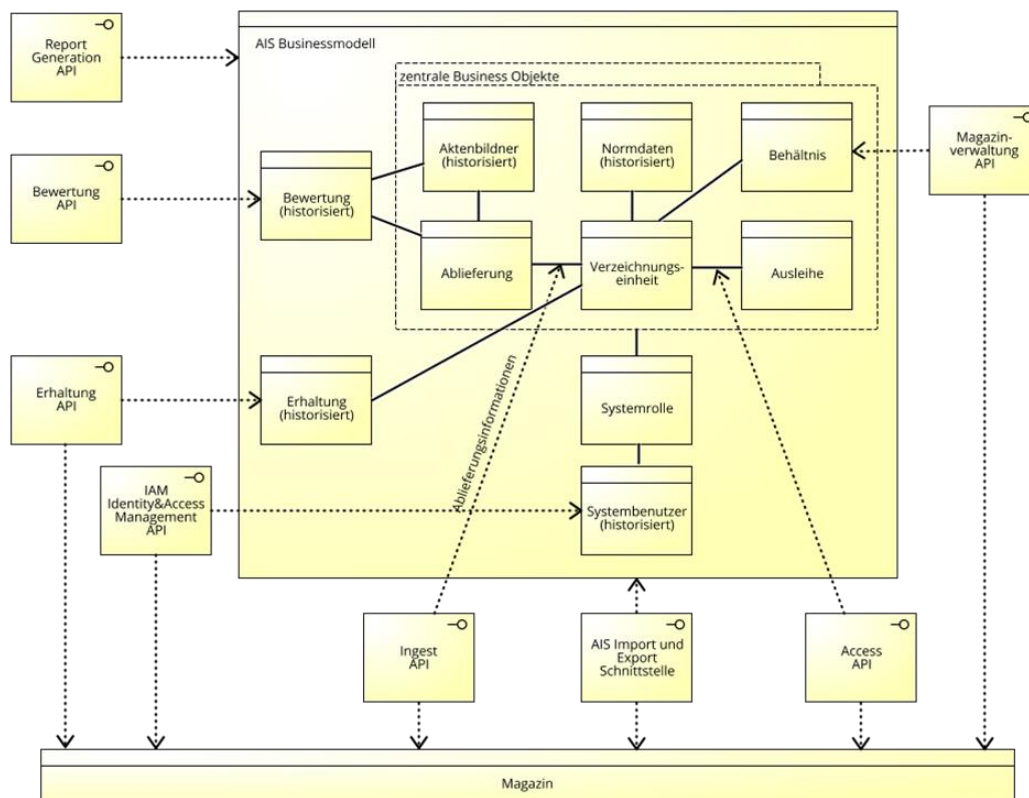 Report
Generation
API
AIS Businessmodell
zentrale Business Objekte
Aktenbildner
(historisiert)
Normdaten
(historisiert)
Behältnis
Magazin-
verwaltung
API
Bewertung
API
Bewertung
(historisiert)
Ablieferung
Verzeichnungs-
einheit
Ausleihe
Erhaltung
API
Erhaltung
(historisiert)
Ablieferungsinformationen
Systemrolle
IAM
Identity&Access
Management
API
Systembenutzer
(historisiert)
Ingest
API
AIS Import und
Export
Schnittstelle
Access
API
Magazin